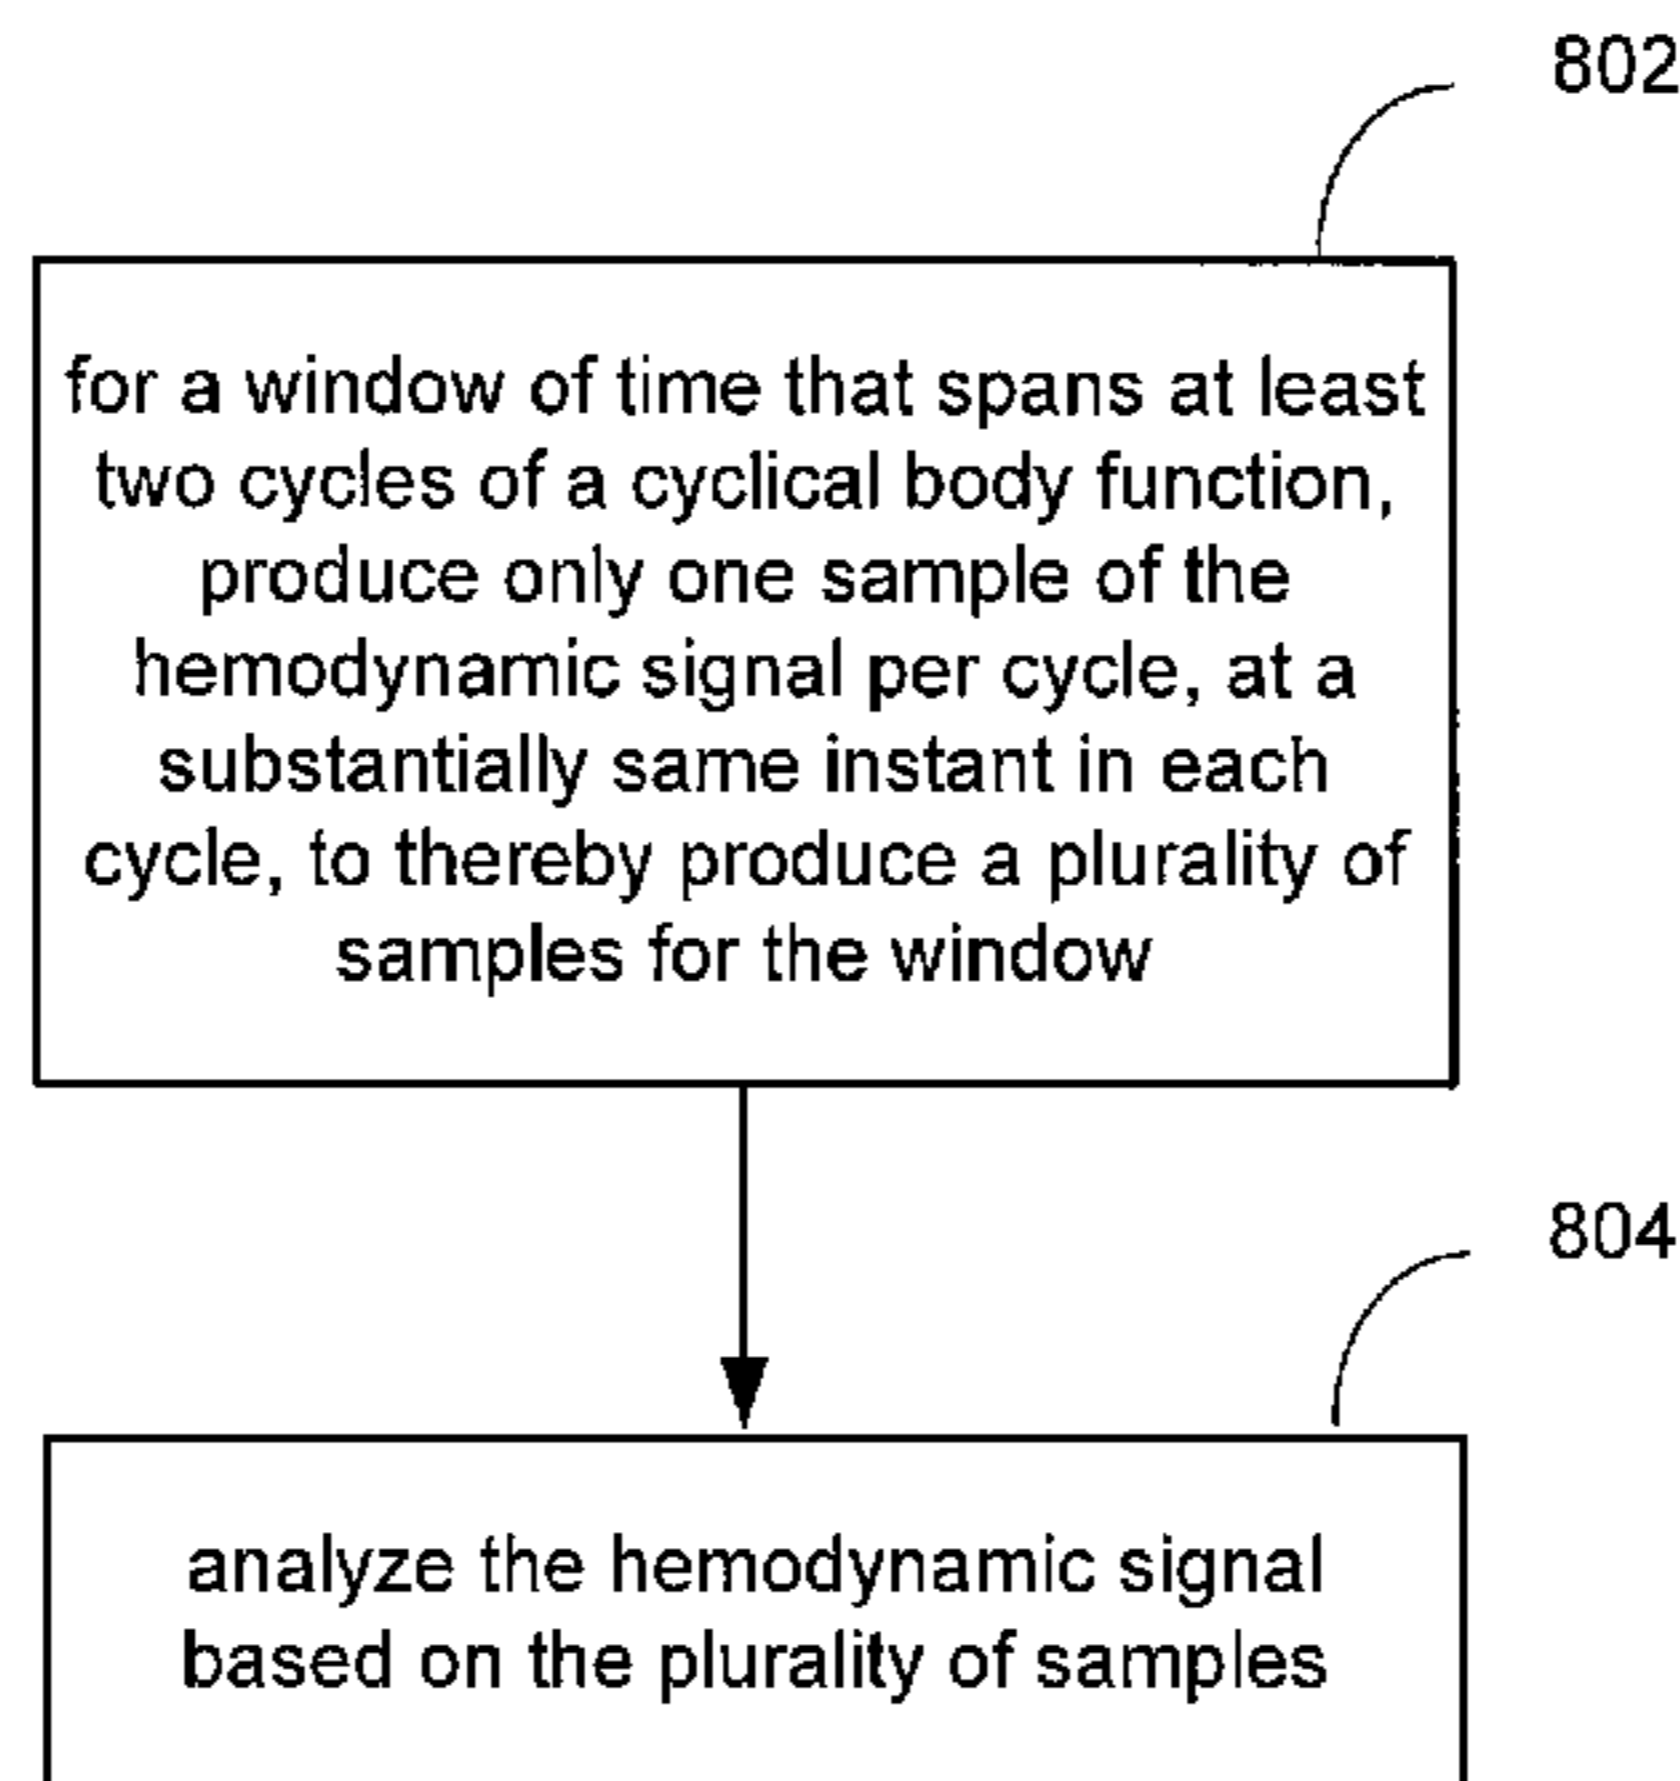 802
for a window of time that spans at least
two cycles of a cyclical body function,
produce only one sample of the
hemodynamic signal per cycle, at a
substantially same instant in each
cycle, to thereby produce a plurality of
samples for the window
804
analyze the hemodynamic signal
based on the plurality of samples